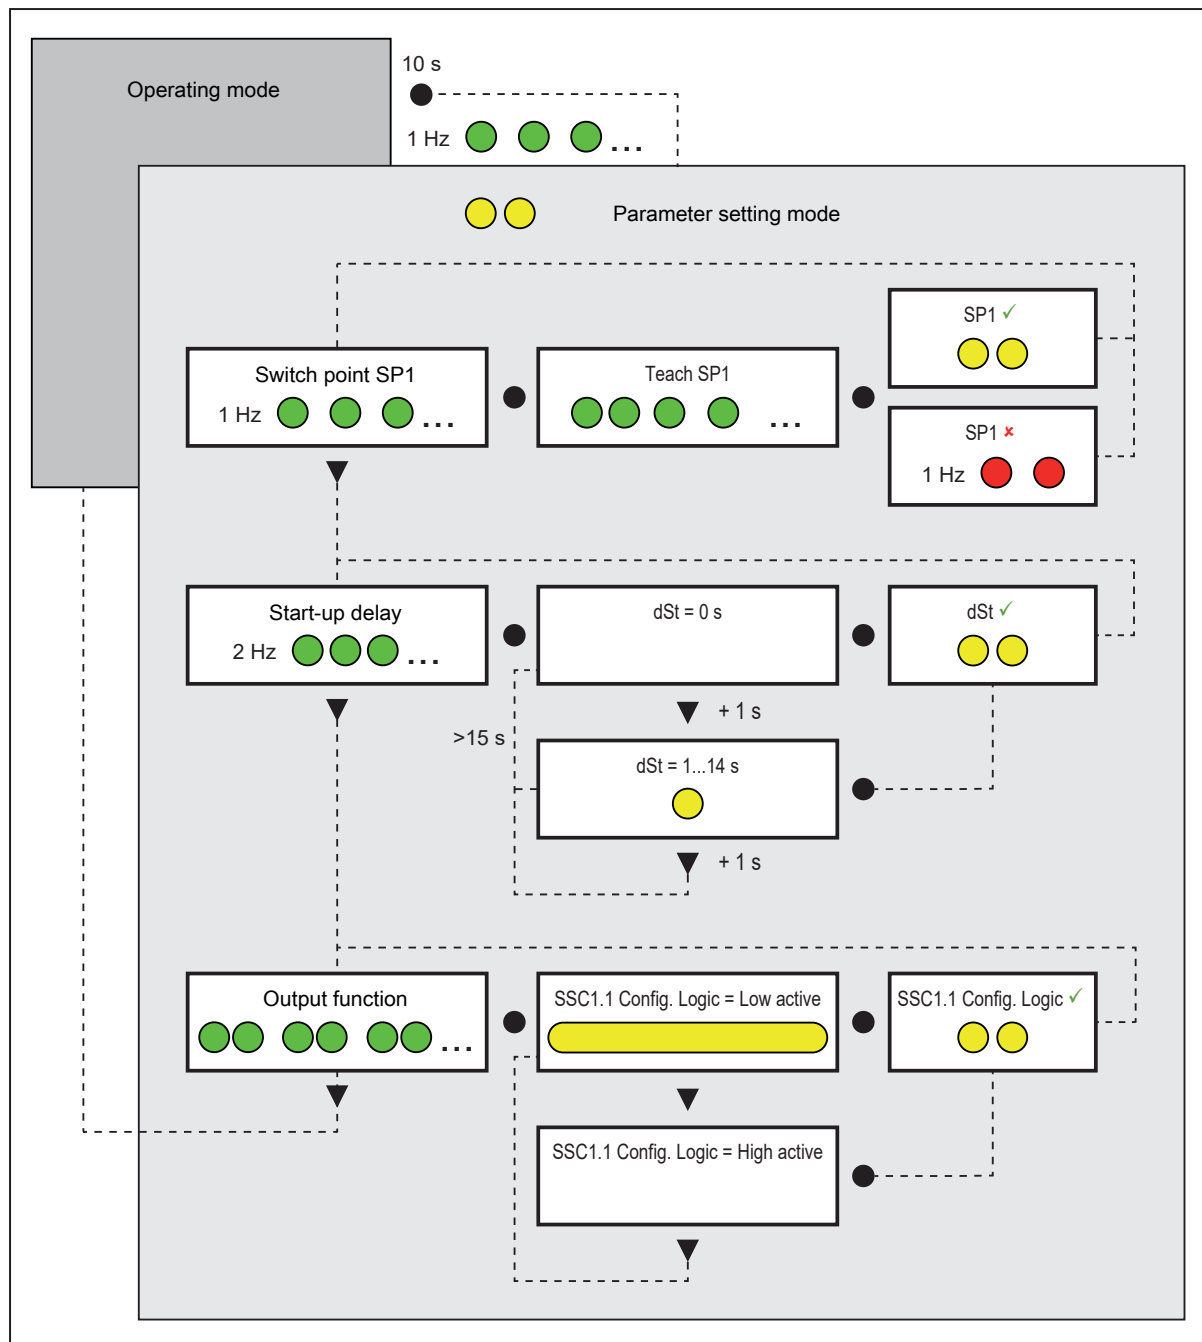 10 s
Operating mode
1 Hz ...
Parameter setting mode
SP1 ✓
Switch point SP1
Teach SP1
1 Hz ...
...
SP1 ✘
1 Hz
Start-up delay
dSt = 0 s
dSt ✓
2 Hz ...
+ 1 s
>15 s
dSt = 1...14 s
+ 1 s
Output function
SSC1.1 Config. Logic = Low active
SSC1.1 Config. Logic ✓
...
SSC1.1 Config. Logic = High active